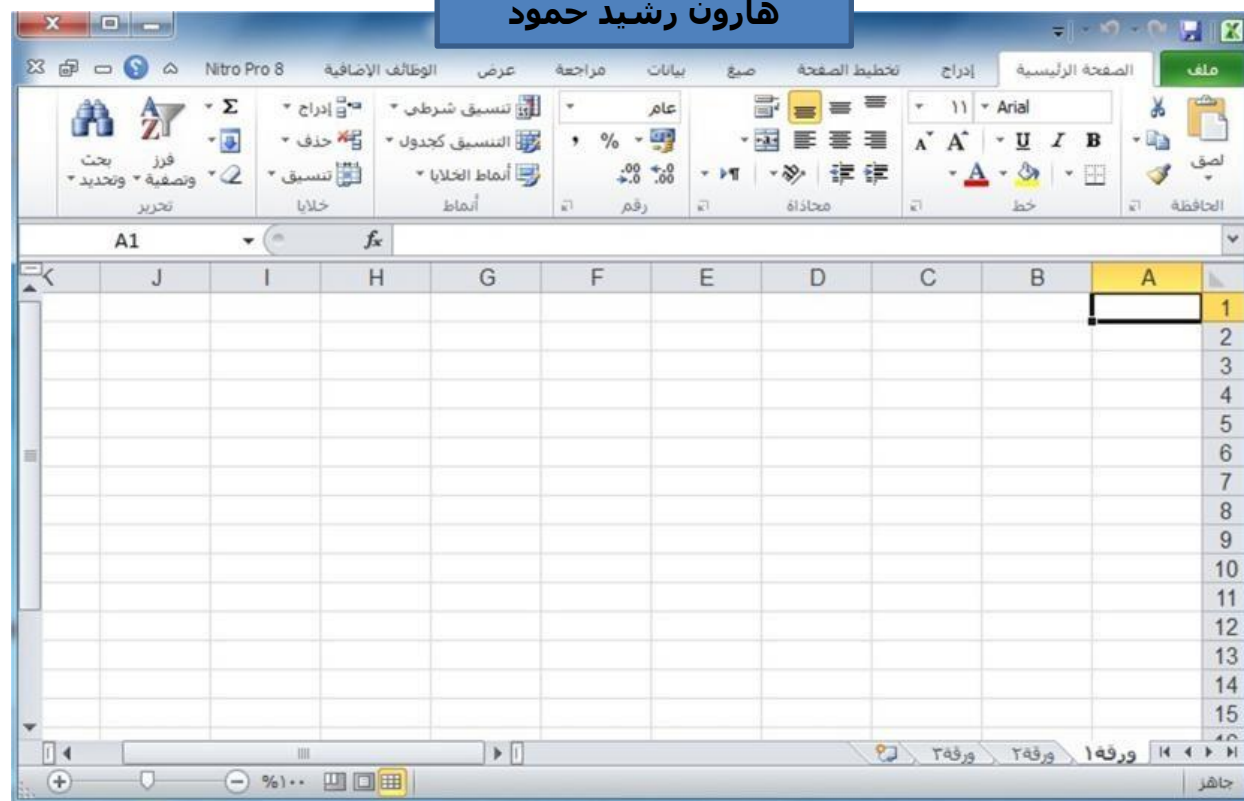 هارون رشيد حمود
ملف الصفحة الرئيسية إدراج تخطيط الصفحة صيغ بيانات مراجعة عرض الوظائف الإضافية Nitro Pro 8
لصق
Arial ١١
B I U
عام
%
تنسيق شرطي
التنسيق كجدول
أنماط الخلايا
إدراج
حذف
تنسيق
Σ
فرز وتصفية
بحث وتحديد
الحافظة خط محاذاة رقم أنماط خلايا تحرير
A1 fx
A B C D E F G H I J K
1
2
3
4
5
6
7
8
9
10
11
12
13
14
15
ورقة١ ورقة٢ ورقة٣
جاهز %١٠٠